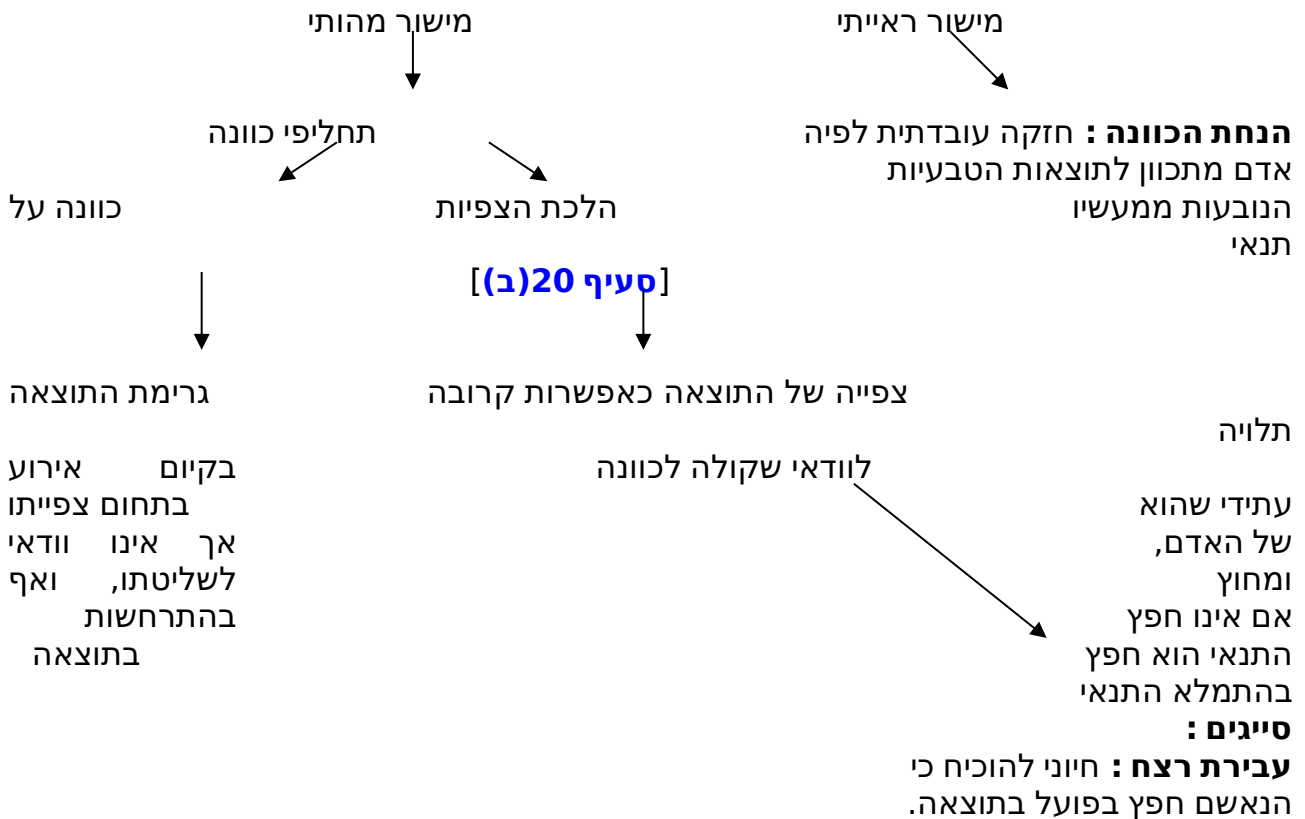 מישור ראייתי מישור מהותי
הנחת הכוונה : חזקה עובדתית לפיה תחליפי כוונה
אדם מתכוון לתוצאות הטבעיות
הנובעות ממעשיו הלכת הצפיות כוונה על
תנאי
[סעיף 20(ב)]
צפייה של התוצאה כאפשרות קרובה גרימת התוצאה
תלויה
לוודאי שקולה לכוונה בקיום אירוע
עתידי שהוא בתחום צפייתו
של האדם, אך אינו וודאי
ומחוץ לשליטתו, ואף
אם אינו חפץ בהתרחשות
התנאי הוא חפץ בתוצאה
בהתמלא התנאי
סייגים :
עבירת רצח : חיוני להוכיח כי
הנאשם חפץ בפועל בתוצאה.